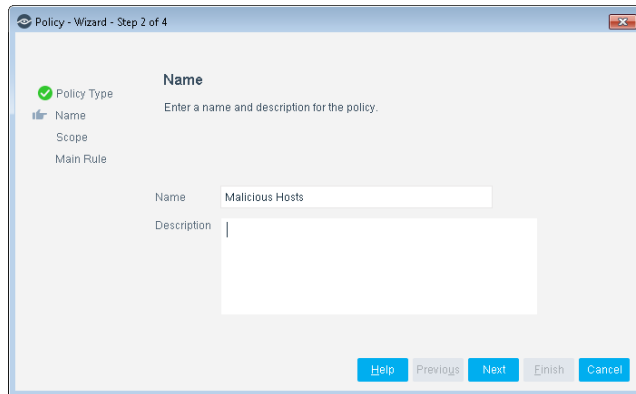 Policy - Wizard - Step 2 of 4
Name
Enter a name and description for the policy.
Policy Type
Name
Scope
Main Rule
Name Malicious Hosts
Description
Help Previous Next Finish Cancel